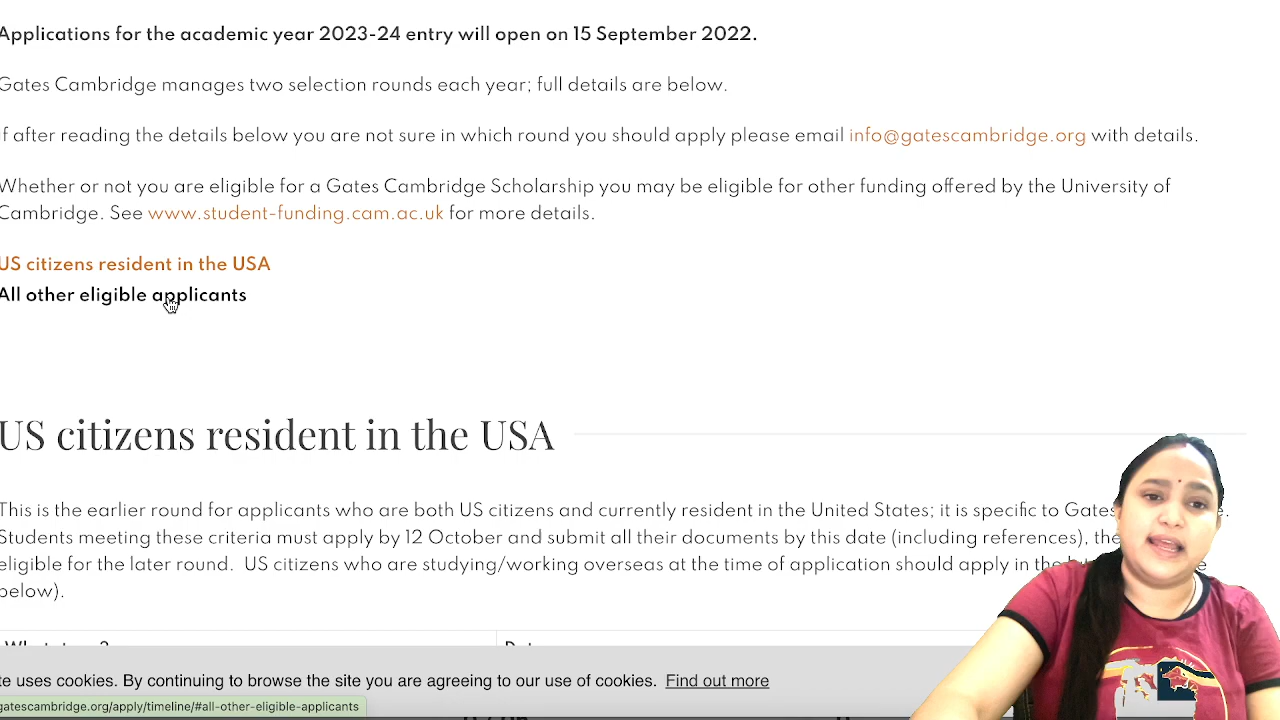 Applications for the academic year 2023-24 entry will open on 15 September 2022.
Gates Cambridge manages two selection rounds each year; full details are below.
If after reading the details below you are not sure in which round you should apply please email info@gatescambridge.org with details.
Whether or not you are eligible for a Gates Cambridge Scholarship you may be eligible for other funding offered by the University of
Cambridge. See www.student-funding.cam.ac.uk for more details.
US citizens resident in the USA
All other eligible applicants
US citizens resident in the USA
This is the earlier round for applicants who are both US citizens and currently resident in the United States; it is specific to Gates
Students meeting these criteria must apply by 12 October and submit all their documents by this date (including references),
eligible for the later round. US citizens who are studying/working overseas at the time of application should apply in the
below).
te uses cookies. By continuing to browse the site you are agreeing to our use of cookies. Find out more
gatescambridge.org/apply/timeline/#all-other-eligible-applicants